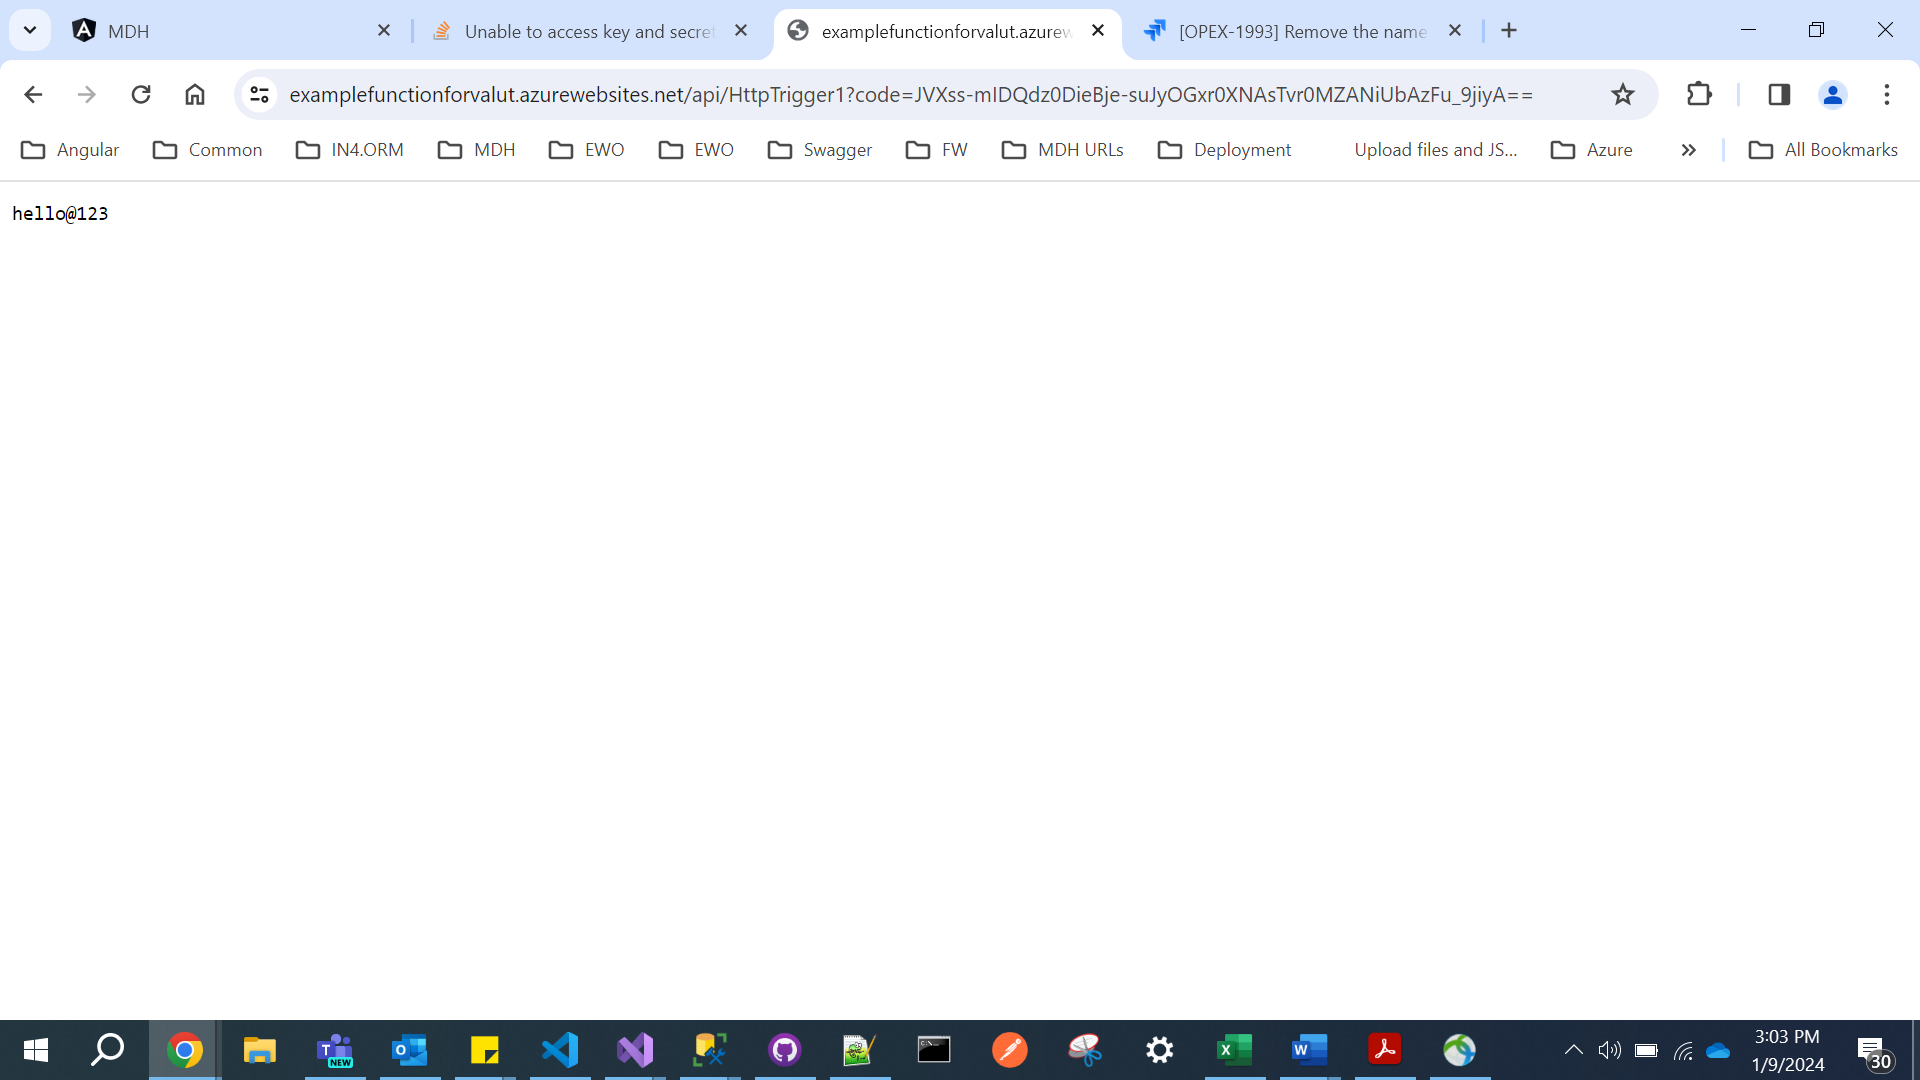 MDH
Unable to access key and secret
examplefunctionforvalut.azurew
[OPEX-1993] Remove the name
examplefunctionforvalut.azurewebsites.net/api/HttpTrigger1?code=JVXss-mIDQdz0DieBje-suJyOGxr0XNAsTvr0MZANiUbAzFu_9jiyA==
Angular
Common
IN4.ORM
MDH
EWO
EWO
Swagger
FW
MDH URLs
Deployment
Upload files and JS...
Azure
All Bookmarks
hello@123
NEW
3:03 PM
1/9/2024
30